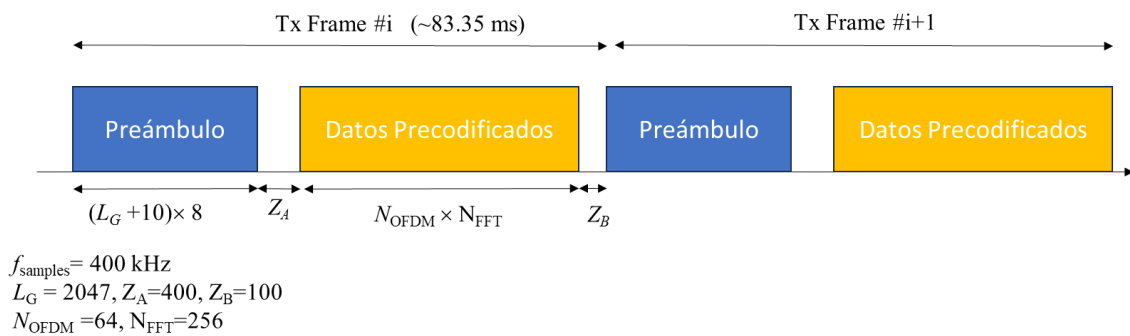 Tx Frame #i (~83.35 ms)
Tx Frame #i+1
Preámbulo
Datos Precodificados
Preámbulo
Datos Precodificados
(L_G +10)× 8
Z_A
N_OFDM × N_FFT
Z_B
f_samples= 400 kHz
L_G = 2047, Z_A=400, Z_B=100
N_OFDM=64, N_FFT=256